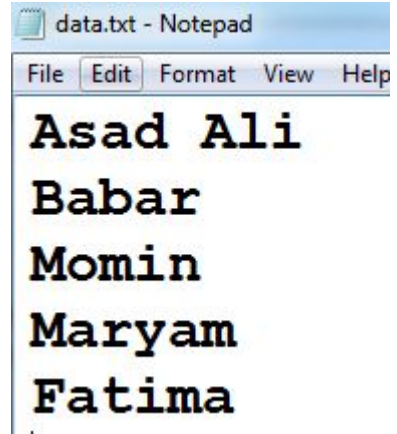 data.txt - Notepad
File Edit Format View Help
Asad Ali
Babar
Momin
Maryam
Fatima